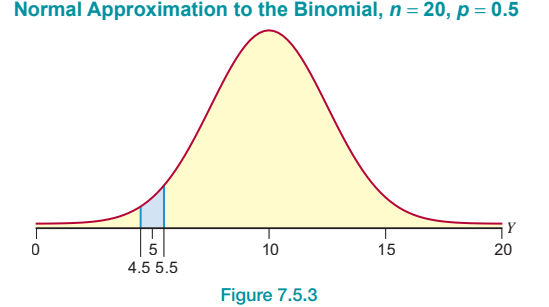 Normal Approximation to the Binomial, n = 20, p = 0.5
Y
0 5 10 15 20
4.5 5.5
Figure 7.5.3